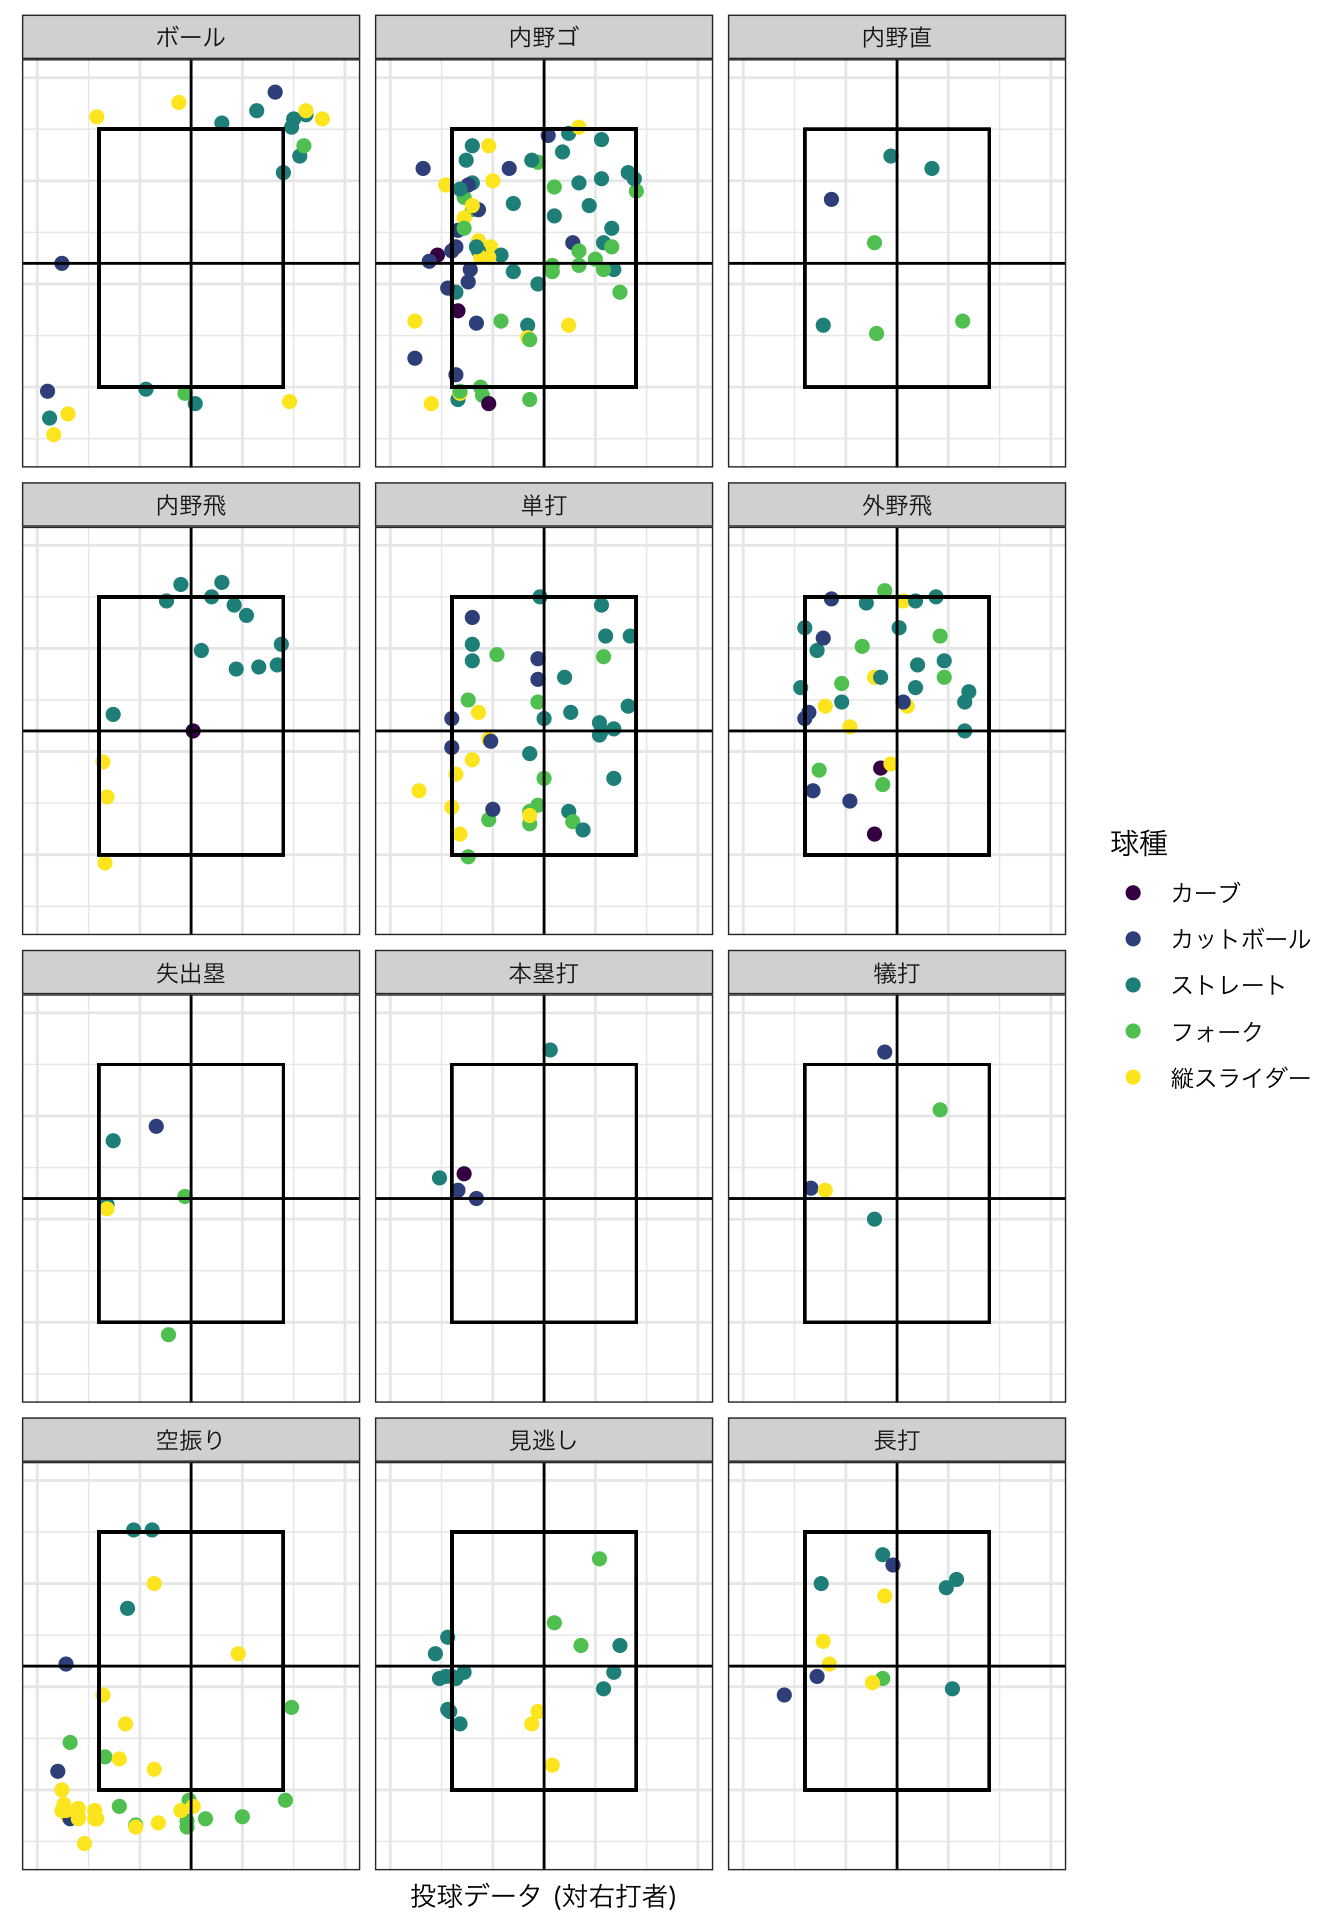 ボール
内野ゴ
内野直
内野飛
単打
外野飛
失出塁
本塁打
犠打
空振り
見逃し
長打
球種
カーブ
カットボール
ストレート
フォーク
縦スライダー
投球データ (対右打者)